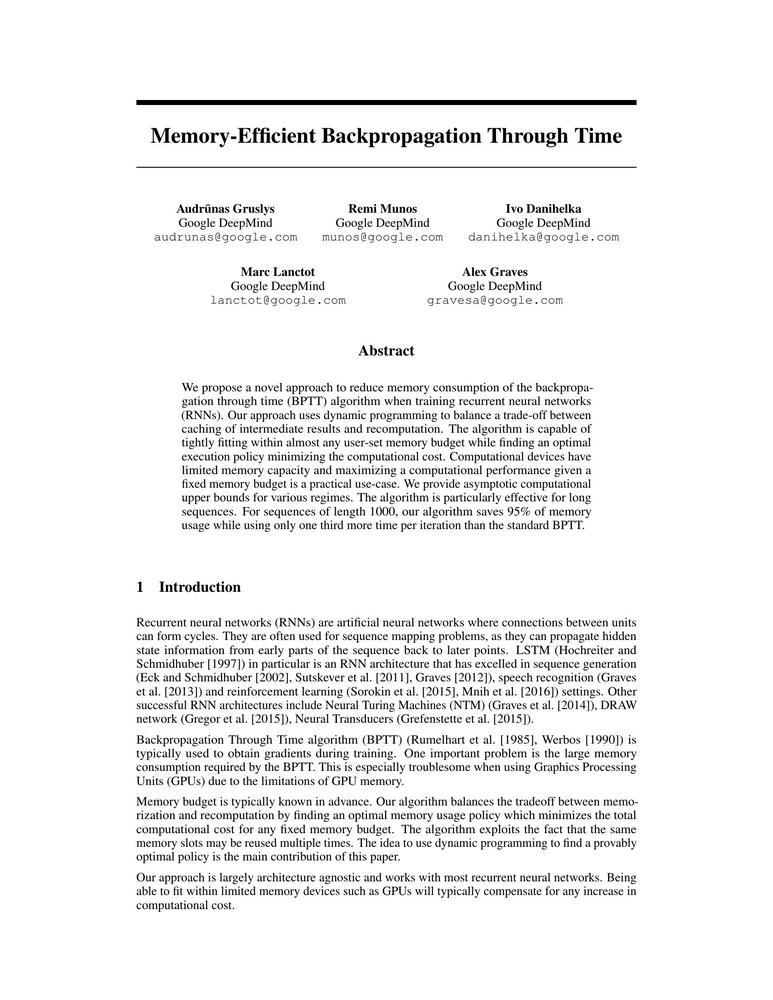 Memory-Efficient Backpropagation Through Time
Audrūnas Gruslys Remi Munos Ivo Danihelka
Google DeepMind Google DeepMind Google DeepMind
audrunas@google.com munos@google.com danihelka@google.com
Marc Lanctot Alex Graves
Google DeepMind Google DeepMind
lanctot@google.com gravesa@google.com
Abstract
We propose a novel approach to reduce memory consumption of the backpropa-
gation through time (BPTT) algorithm when training recurrent neural networks
(RNNs). Our approach uses dynamic programming to balance a trade-off between
caching of intermediate results and recomputation. The algorithm is capable of
tightly fitting within almost any user-set memory budget while finding an optimal
execution policy minimizing the computational cost. Computational devices have
limited memory capacity and maximizing a computational performance given a
fixed memory budget is a practical use-case. We provide asymptotic computational
upper bounds for various regimes. The algorithm is particularly effective for long
sequences. For sequences of length 1000, our algorithm saves 95% of memory
usage while using only one third more time per iteration than the standard BPTT.
1 Introduction
Recurrent neural networks (RNNs) are artificial neural networks where connections between units
can form cycles. They are often used for sequence mapping problems, as they can propagate hidden
state information from early parts of the sequence back to later points. LSTM (Hochreiter and
Schmidhuber [1997]) in particular is an RNN architecture that has excelled in sequence generation
(Eck and Schmidhuber [2002], Sutskever et al. [2011], Graves [2012]), speech recognition (Graves
et al. [2013]) and reinforcement learning (Sorokin et al. [2015], Mnih et al. [2016]) settings. Other
successful RNN architectures include Neural Turing Machines (NTM) (Graves et al. [2014]), DRAW
network (Gregor et al. [2015]), Neural Transducers (Grefenstette et al. [2015]).
Backpropagation Through Time algorithm (BPTT) (Rumelhart et al. [1985], Werbos [1990]) is
typically used to obtain gradients during training. One important problem is the large memory
consumption required by the BPTT. This is especially troublesome when using Graphics Processing
Units (GPUs) due to the limitations of GPU memory.
Memory budget is typically known in advance. Our algorithm balances the tradeoff between memo-
rization and recomputation by finding an optimal memory usage policy which minimizes the total
computational cost for any fixed memory budget. The algorithm exploits the fact that the same
memory slots may be reused multiple times. The idea to use dynamic programming to find a provably
optimal policy is the main contribution of this paper.
Our approach is largely architecture agnostic and works with most recurrent neural networks. Being
able to fit within limited memory devices such as GPUs will typically compensate for any increase in
computational cost.